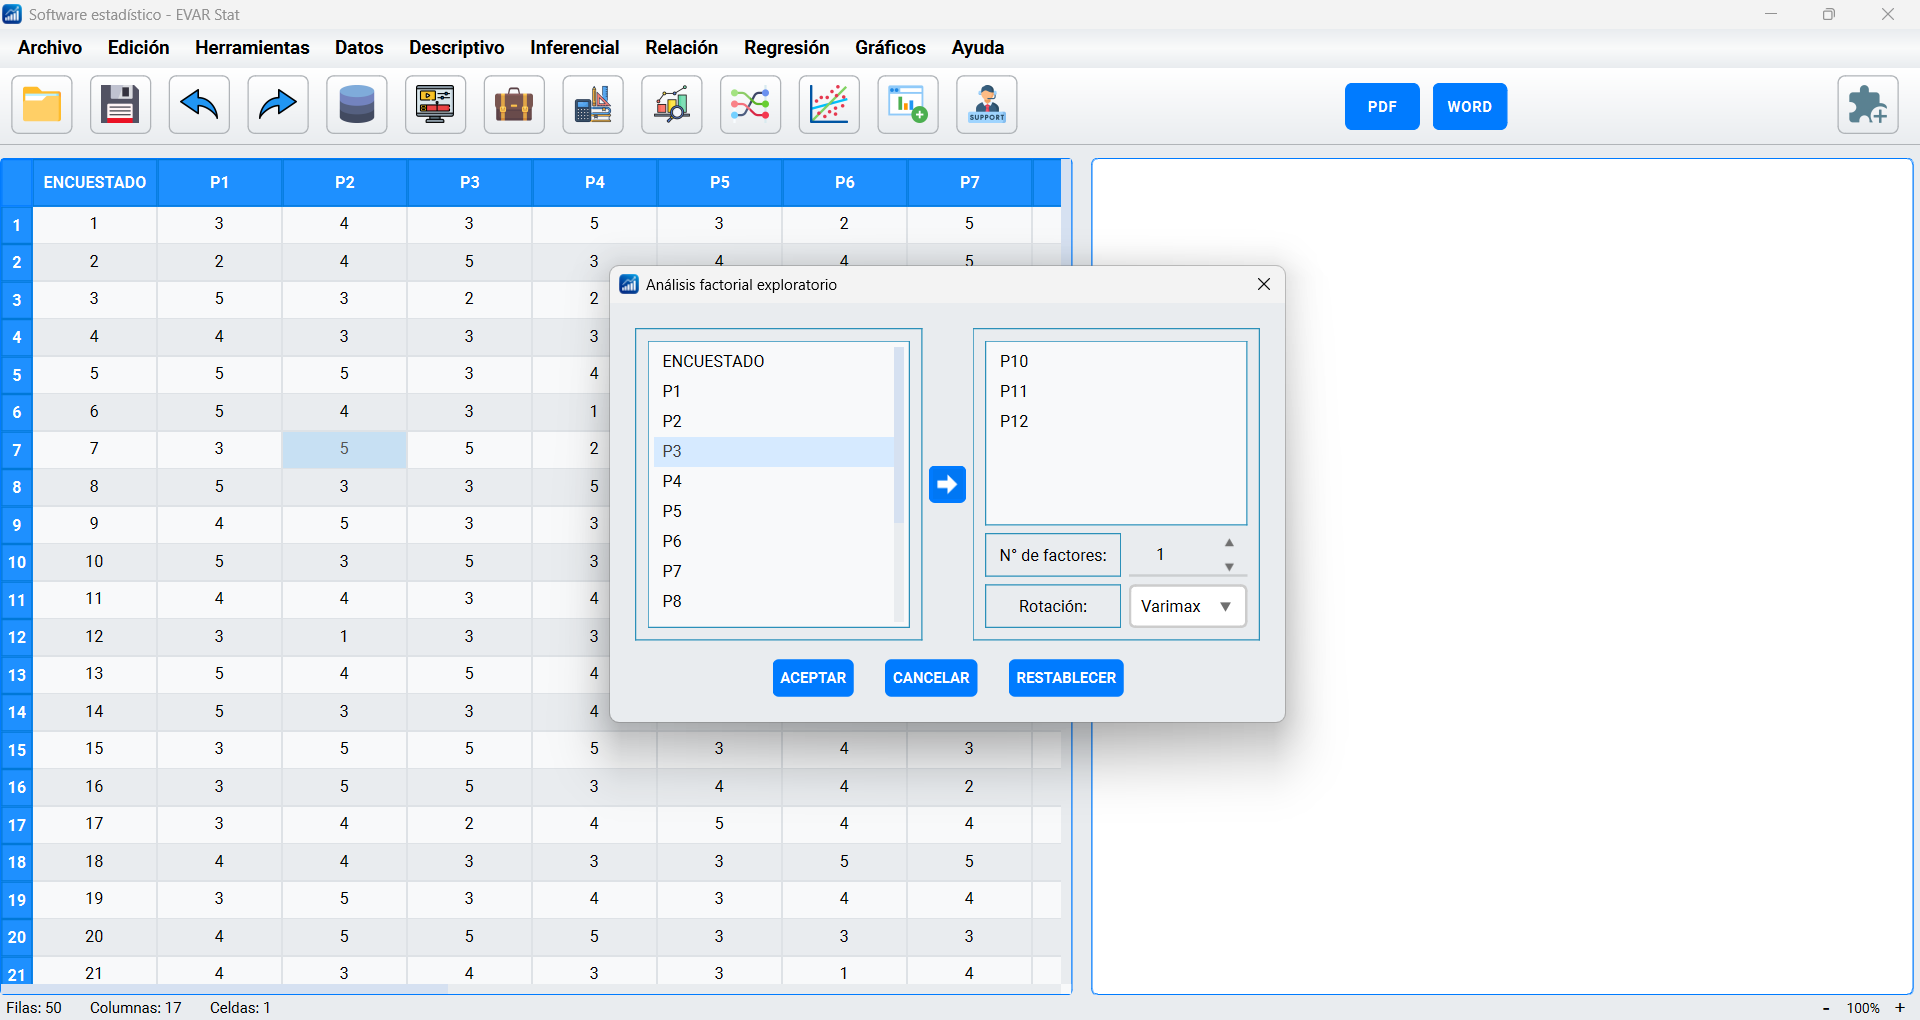 Software estadístico - EVAR Stat
Archivo Edición Herramientas Datos Descriptivo Inferencial Relación Regresión Gráficos Ayuda
SUPPORT
PDF WORD
ENCUESTADO P1 P2 P3 P4 P5 P6 P7
1 1 3 4 3 5 3 2 5
2 2 2 4 5 3 4 4 5
3 3 5 3 2 2
4 4 4 3 3 3
5 5 5 5 3 4
6 6 5 4 3 1
7 7 3 5 5 2
8 8 5 3 3 5
9 9 4 5 3 3
10 10 5 3 5 3
11 11 4 4 3 4
12 12 3 1 3 3
13 13 5 4 5 4
14 14 5 3 3 4
15 15 3 5 5 5 3 4 3
16 16 3 5 5 3 4 4 2
17 17 3 4 2 4 5 4 4
18 18 4 4 3 3 3 5 5
19 19 3 5 3 4 3 4 4
20 20 4 5 5 5 3 3 3
21 21 4 3 4 3 3 1 4
Análisis factorial exploratorio
ENCUESTADO
P1
P2
P3
P4
P5
P6
P7
P8
P10
P11
P12
N° de factores: 1
Rotación: Varimax
ACEPTAR CANCELAR RESTABLECER
Filas: 50 Columnas: 17 Celdas: 1
- 100% +